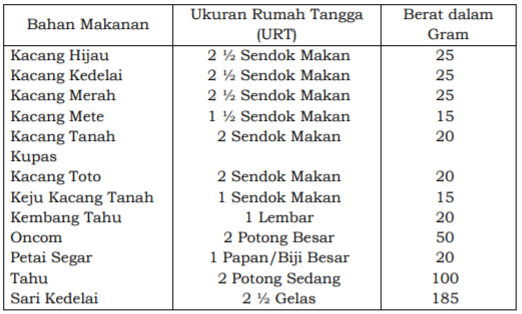 Bahan Makanan Ukuran Rumah Tangga (URT) Berat dalam Gram
Kacang Hijau 2 ½ Sendok Makan 25
Kacang Kedelai 2 ½ Sendok Makan 25
Kacang Merah 2 ½ Sendok Makan 25
Kacang Mete 1 ½ Sendok Makan 15
Kacang Tanah 2 Sendok Makan 20
Kupas
Kacang Toto 2 Sendok Makan 20
Keju Kacang Tanah 1 Sendok Makan 15
Kembang Tahu 1 Lembar 20
Oncom 2 Potong Besar 50
Petai Segar 1 Papan/Biji Besar 20
Tahu 2 Potong Sedang 100
Sari Kedelai 2 ½ Gelas 185